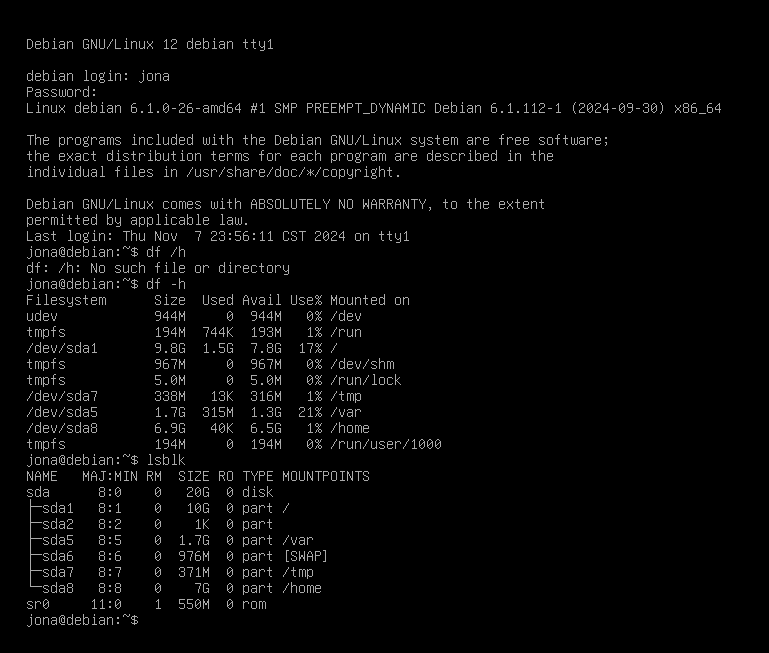 Debian GNU/Linux 12 debian tty1
debian login: jona
Password:
Linux debian 6.1.0-26-amd64 #1 SMP PREEMPT_DYNAMIC Debian 6.1.112-1 (2024-09-30) x86_64
The programs included with the Debian GNU/Linux system are free software;
the exact distribution terms for each program are described in the
individual files in /usr/share/doc/*/copyright.
Debian GNU/Linux comes with ABSOLUTELY NO WARRANTY, to the extent
permitted by applicable law.
Last login: Thu Nov  7 23:56:11 CST 2024 on tty1
jona@debian:~$ df /h
df: /h: No such file or directory
jona@debian:~$ df -h
Filesystem      Size  Used Avail Use% Mounted on
udev            944M     0  944M   0% /dev
tmpfs           194M  744K  193M   1% /run
/dev/sda1       9.8G  1.5G  7.8G  17% /
tmpfs           967M     0  967M   0% /dev/shm
tmpfs           5.0M     0  5.0M   0% /run/lock
/dev/sda7       338M   13K  316M   1% /tmp
/dev/sda5       1.7G  315M  1.3G  21% /var
/dev/sda8       6.9G   40K  6.5G   1% /home
tmpfs           194M     0  194M   0% /run/user/1000
jona@debian:~$ lsblk
NAME   MAJ:MIN RM  SIZE RO TYPE MOUNTPOINTS
sda      8:0    0   20G  0 disk
├─sda1   8:1    0   10G  0 part /
├─sda2   8:2    0    1K  0 part
├─sda5   8:5    0  1.7G  0 part /var
├─sda6   8:6    0  976M  0 part [SWAP]
├─sda7   8:7    0  371M  0 part /tmp
└─sda8   8:8    0    7G  0 part /home
sr0     11:0    1  550M  0 rom
jona@debian:~$